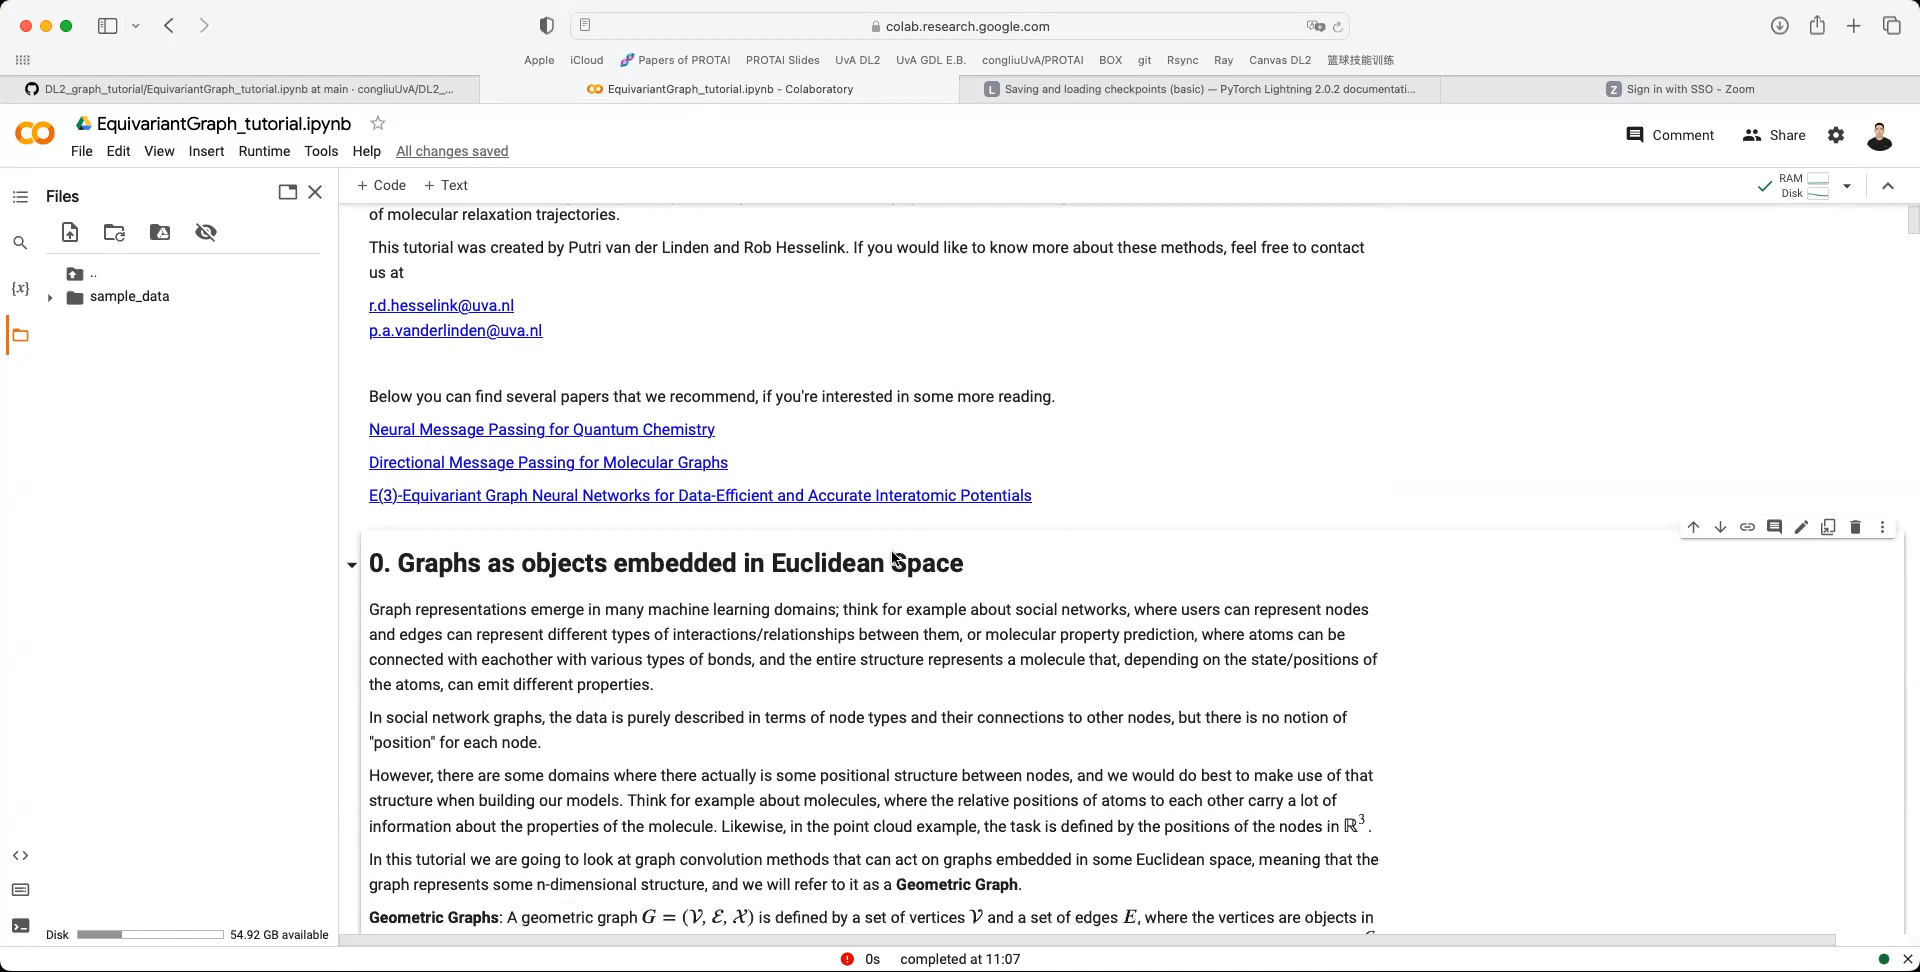 colab.research.google.com
Apple iCloud Papers of PROTAI PROTAI Slides UvA DL2 UvA GDL E.B. congliuUvA/PROTAI BOX git Rsync Ray Canvas DL2 篮球技能训练
DL2_graph_tutorial/EquivariantGraph_tutorial.ipynb at main · congliuUvA/DL2_... EquivariantGraph_tutorial.ipynb - Colaboratory L Saving and loading checkpoints (basic) — PyTorch Lightning 2.0.2 documentati... Z Sign in with SSO - Zoom
EquivariantGraph_tutorial.ipynb
Comment Share
File Edit View Insert Runtime Tools Help All changes saved
Files
+ Code + Text
RAM
Disk
..
sample_data
{x}
of molecular relaxation trajectories.
This tutorial was created by Putri van der Linden and Rob Hesselink. If you would like to know more about these methods, feel free to contact
us at
r.d.hesselink@uva.nl
p.a.vanderlinden@uva.nl
Below you can find several papers that we recommend, if you're interested in some more reading.
Neural Message Passing for Quantum Chemistry
Directional Message Passing for Molecular Graphs
E(3)-Equivariant Graph Neural Networks for Data-Efficient and Accurate Interatomic Potentials
0. Graphs as objects embedded in Euclidean Space
Graph representations emerge in many machine learning domains; think for example about social networks, where users can represent nodes
and edges can represent different types of interactions/relationships between them, or molecular property prediction, where atoms can be
connected with eachother with various types of bonds, and the entire structure represents a molecule that, depending on the state/positions of
the atoms, can emit different properties.
In social network graphs, the data is purely described in terms of node types and their connections to other nodes, but there is no notion of
"position" for each node.
However, there are some domains where there actually is some positional structure between nodes, and we would do best to make use of that
structure when building our models. Think for example about molecules, where the relative positions of atoms to each other carry a lot of
information about the properties of the molecule. Likewise, in the point cloud example, the task is defined by the positions of the nodes in ℝ³.
In this tutorial we are going to look at graph convolution methods that can act on graphs embedded in some Euclidean space, meaning that the
graph represents some n-dimensional structure, and we will refer to it as a Geometric Graph.
Geometric Graphs: A geometric graph G = (𝒱, ℰ, 𝒳) is defined by a set of vertices 𝒱 and a set of edges E, where the vertices are objects in
Disk 54.92 GB available
0s completed at 11:07